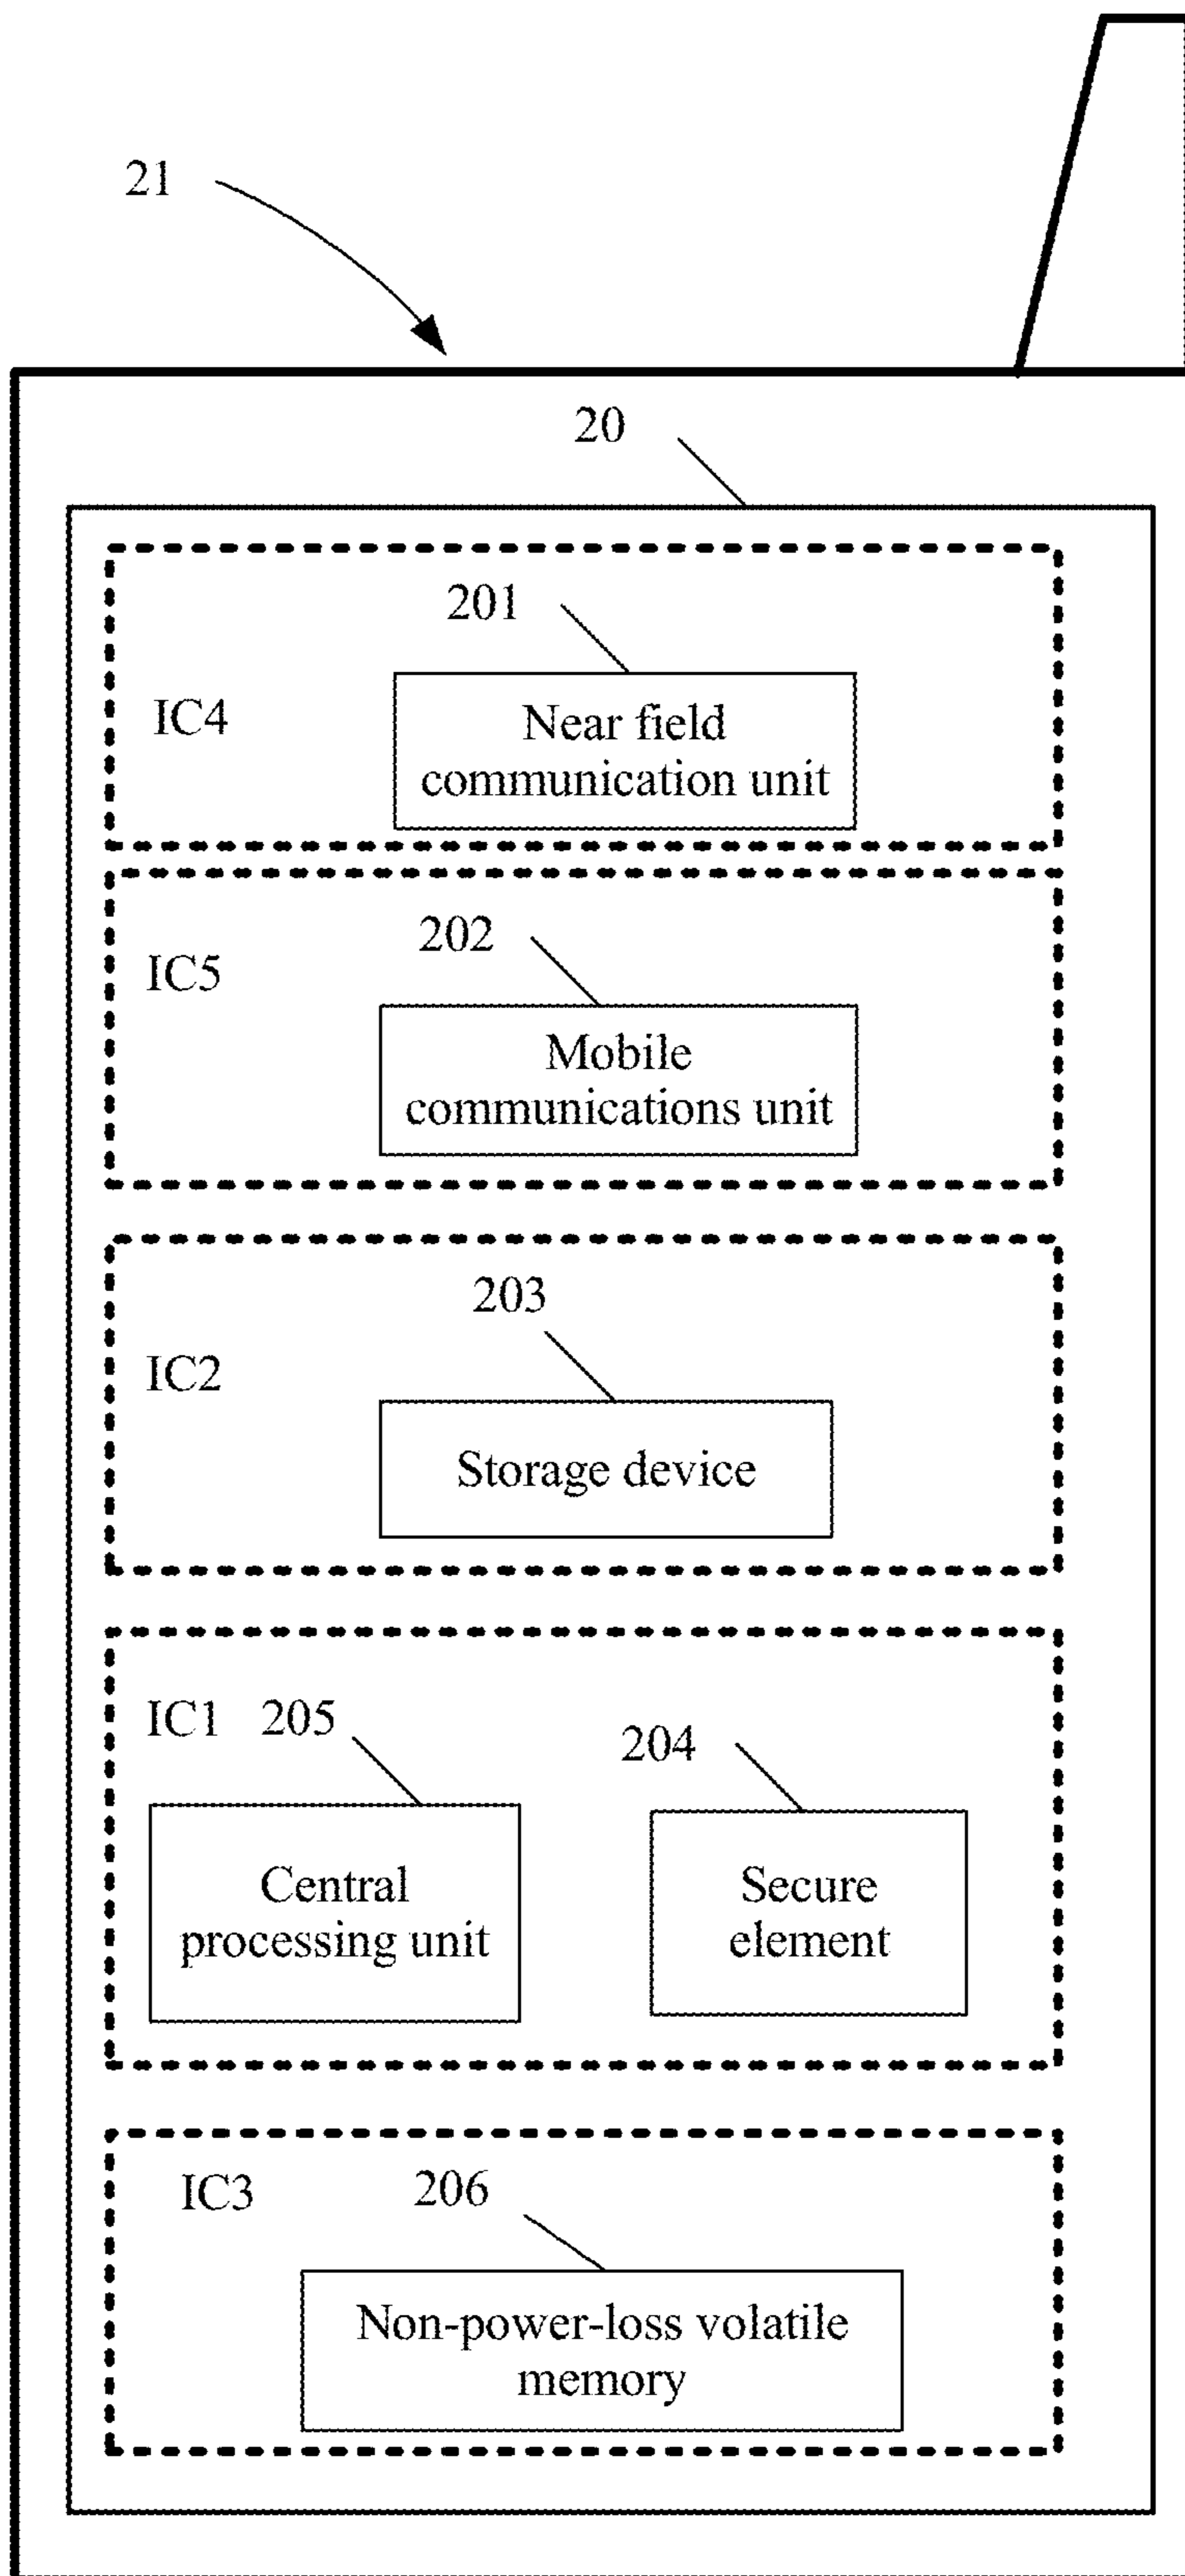 21
20
201
IC4
Near field
communication unit
202
IC5
Mobile
communications unit
203
IC2
Storage device
IC1 205
204
Central
processing unit
Secure
element
IC3
206
Non-power-loss volatile
memory